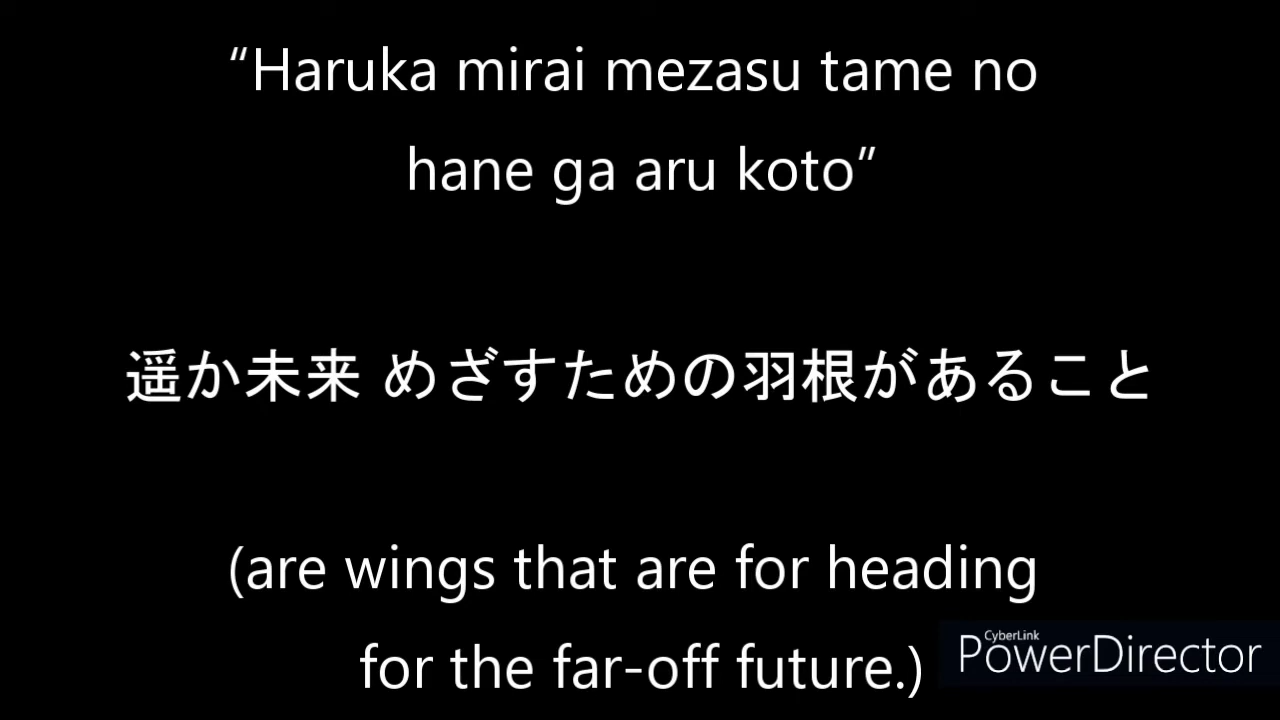 “Haruka mirai mezasu tame no
hane ga aru koto”
遥か未来 めざすための羽根があること
(are wings that are for heading
for the far-off future.)
CyberLink
PowerDirector